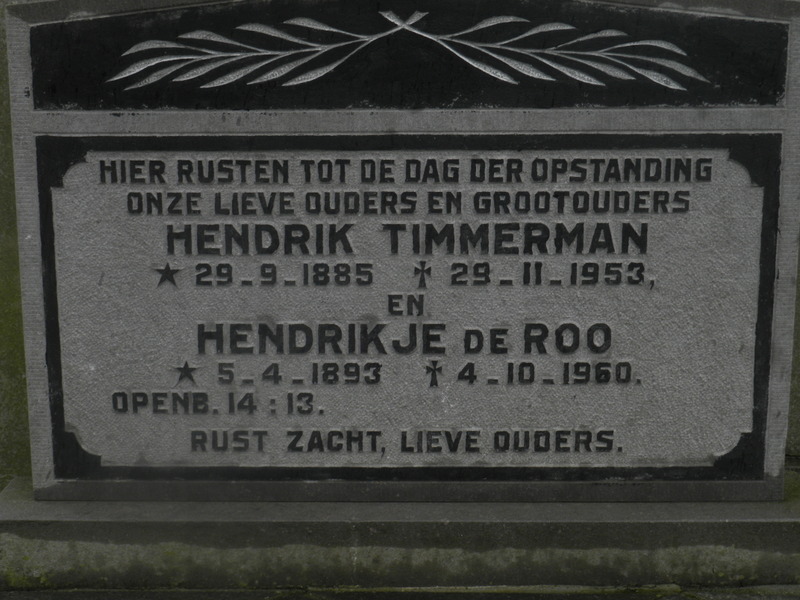 HIER RUSTEN TOT DE DAG DER OPSTANDING
ONZE LIEVE OUDERS EN GROOTOUDERS
HENDRIK TIMMERMAN
★ 29-9-1885 ✝ 29-11-1953,
EN
HENDRIKJE DE ROO
★ 5-4-1893 ✝ 4-10-1960.
OPENB. 14:13.
RUST ZACHT, LIEVE OUDERS.